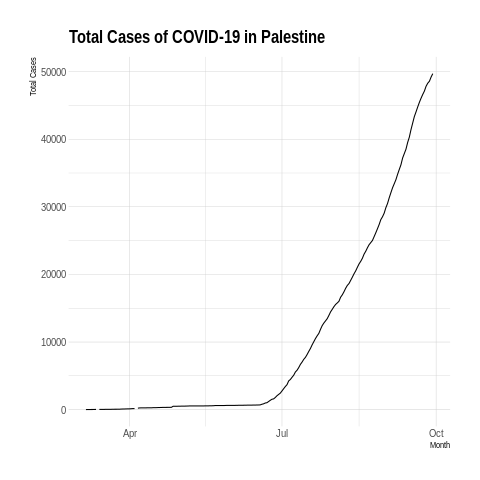 Total Cases of COVID-19 in Palestine
Total Cases
50000
40000
30000
20000
10000
0
Apr Jul Oct
Month